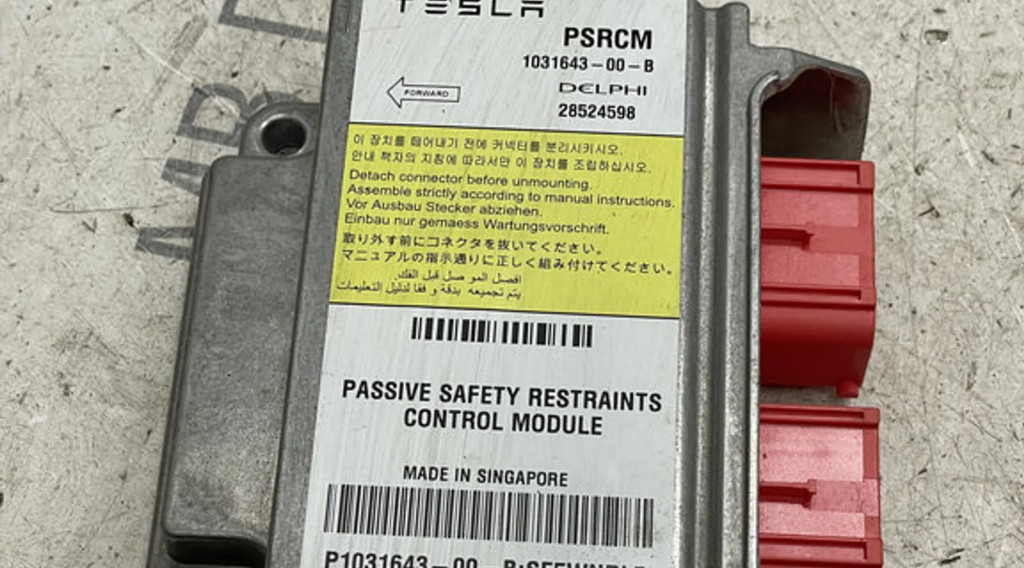 TESLA
PSRCM
1031643-00-B
FORWARD
DELPHI
28524598
이 장치를 떼어내기 전에 커넥터를 분리시키시오.
안내 책자의 지침에 따라서만 이 장치를 조립하십시오.
Detach connector before unmounting.
Assemble strictly according to manual instructions.
Vor Ausbau Stecker abziehen.
Einbau nur gemaess Wartungsvorschrift.
取り外す前にコネクタを抜いてください。
マニュアルの指示通りに正しく組み付けてください。
افصل المو صل قبل الفك.
يتم تجميعه بدقة و فقا لدليل التعليمات
PASSIVE SAFETY RESTRAINTS
CONTROL MODULE
MADE IN SINGAPORE
P1031643-00-B: